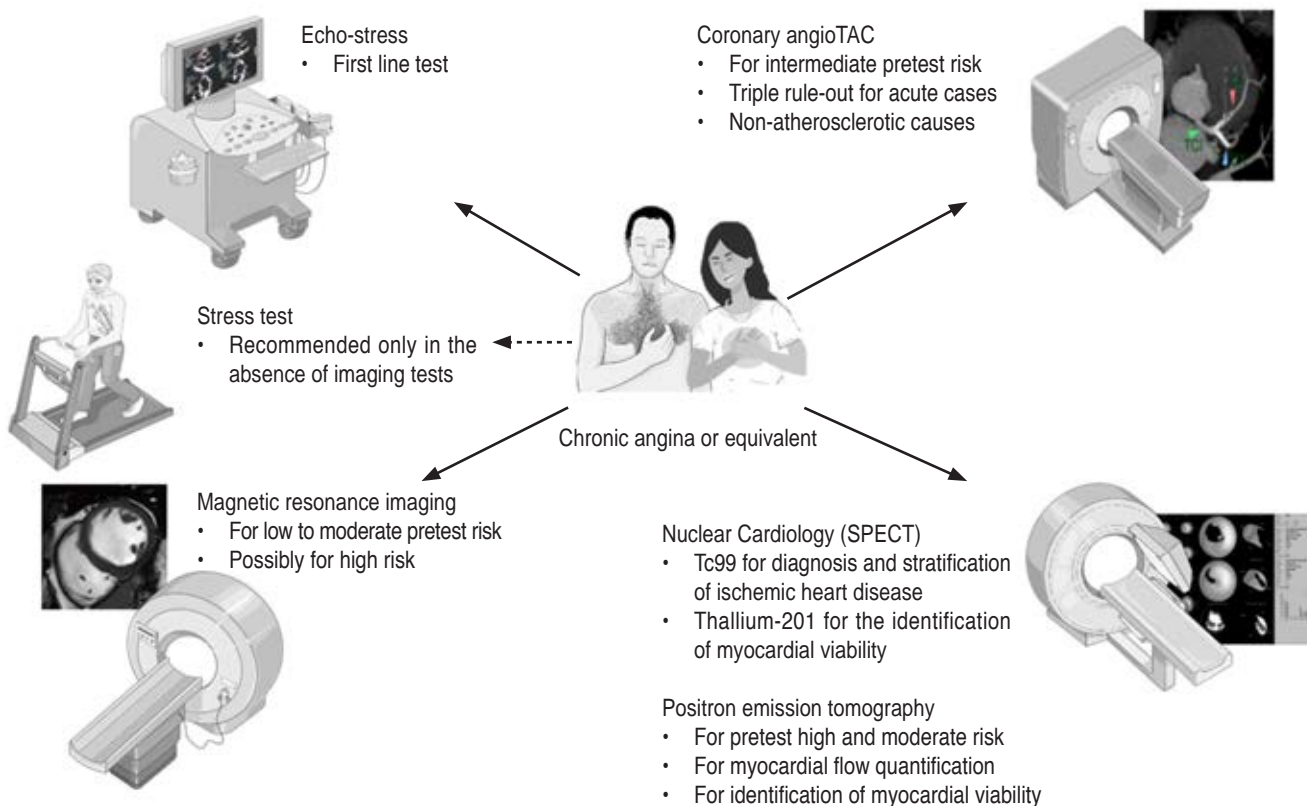 Echo-stress
• First line test
Coronary angioTAC
• For intermediate pretest risk
• Triple rule-out for acute cases
• Non-atherosclerotic causes
Stress test
• Recommended only in the
absence of imaging tests
Chronic angina or equivalent
Magnetic resonance imaging
• For low to moderate pretest risk
• Possibly for high risk
Nuclear Cardiology (SPECT)
• Tc99 for diagnosis and stratification
of ischemic heart disease
• Thallium-201 for the identification
of myocardial viability
Positron emission tomography
• For pretest high and moderate risk
• For myocardial flow quantification
• For identification of myocardial viability